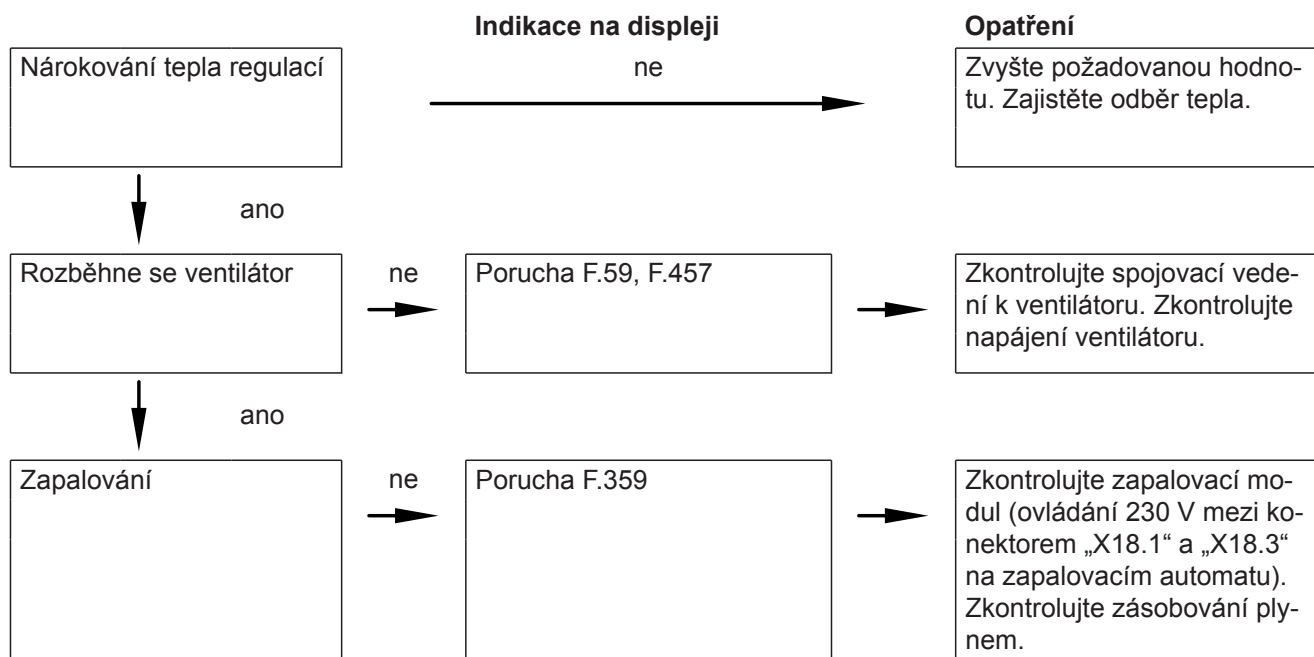 Indikace na displeji
Opatření
Nárokování tepla regulací
ne
Zvyšte požadovanou hodno-
tu. Zajistěte odběr tepla.
ano
Rozběhne se ventilátor
ne
Porucha F.59, F.457
Zkontrolujte spojovací vede-
ní k ventilátoru. Zkontrolujte
napájení ventilátoru.
ano
Zapalování
ne
Porucha F.359
Zkontrolujte zapalovací mo-
dul (ovládání 230 V mezi ko-
nektorem „X18.1“ a „X18.3“
na zapalovacím automatu).
Zkontrolujte zásobování ply-
nem.